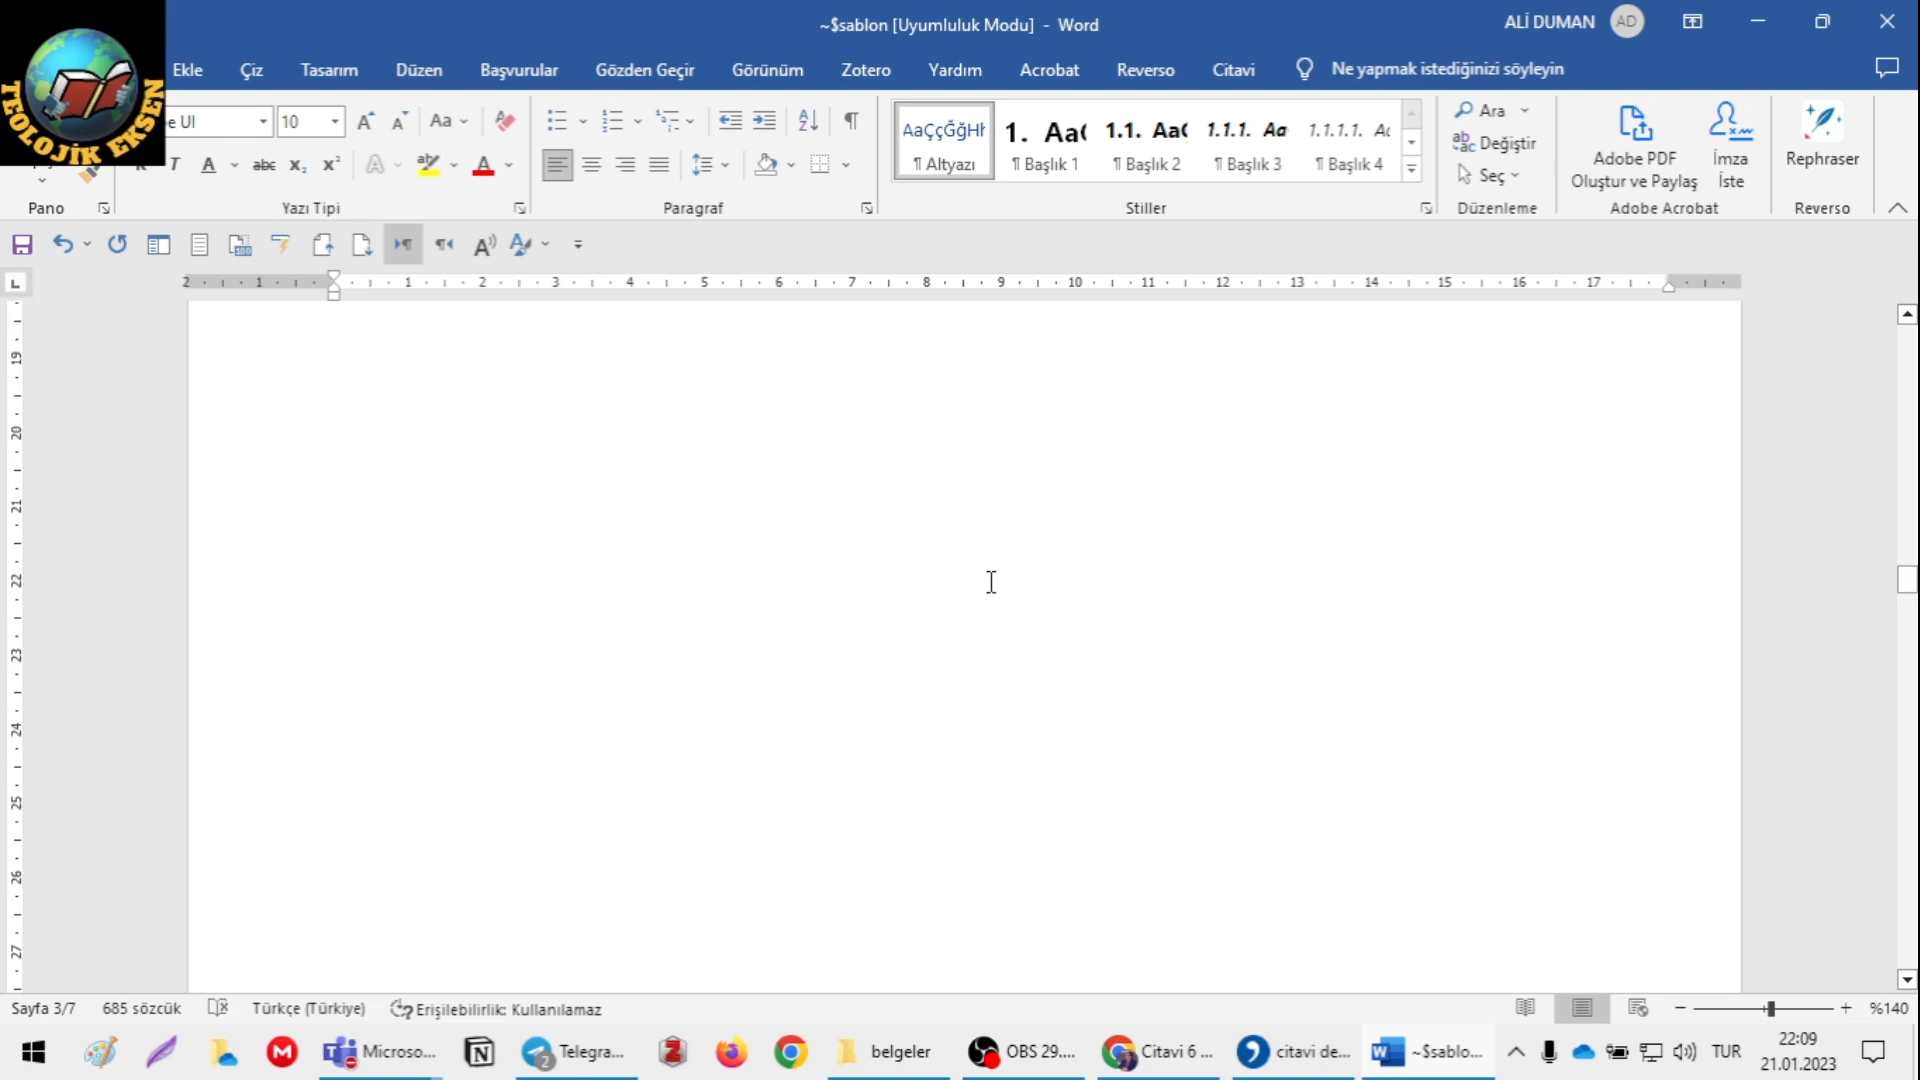 ~$sablon [Uyumluluk Modu] - Word
ALİ DUMAN AD
TEOLOJİK EKSEN
Ekle Çiz Tasarım Düzen Başvurular Gözden Geçir Görünüm Zotero Yardım Acrobat Reverso Citavi Ne yapmak istediğinizi söyleyin
e UI 10 Aa
AaÇçĞğHł 1. Aa( 1.1. Aa( 1.1.1. Aa 1.1.1.1. Ac
¶ Altyazı ¶ Başlık 1 ¶ Başlık 2 ¶ Başlık 3 ¶ Başlık 4
Ara
Değiştir
Seç
Adobe PDF
Oluştur ve Paylaş
İmza
İste
Rephraser
Pano Yazı Tipi Paragraf Stiller Düzenleme Adobe Acrobat Reverso
2 1 1 2 3 4 5 6 7 8 9 10 11 12 13 14 15 16 17
19
20
21
22
23
24
25
26
27
Sayfa 3/7 685 sözcük Türkçe (Türkiye) Erişilebilirlik: Kullanılamaz %140
Microso... Telegra... belgeler OBS 29.... Citavi 6 ... citavi de... ~$sablo... TUR
22:09
21.01.2023